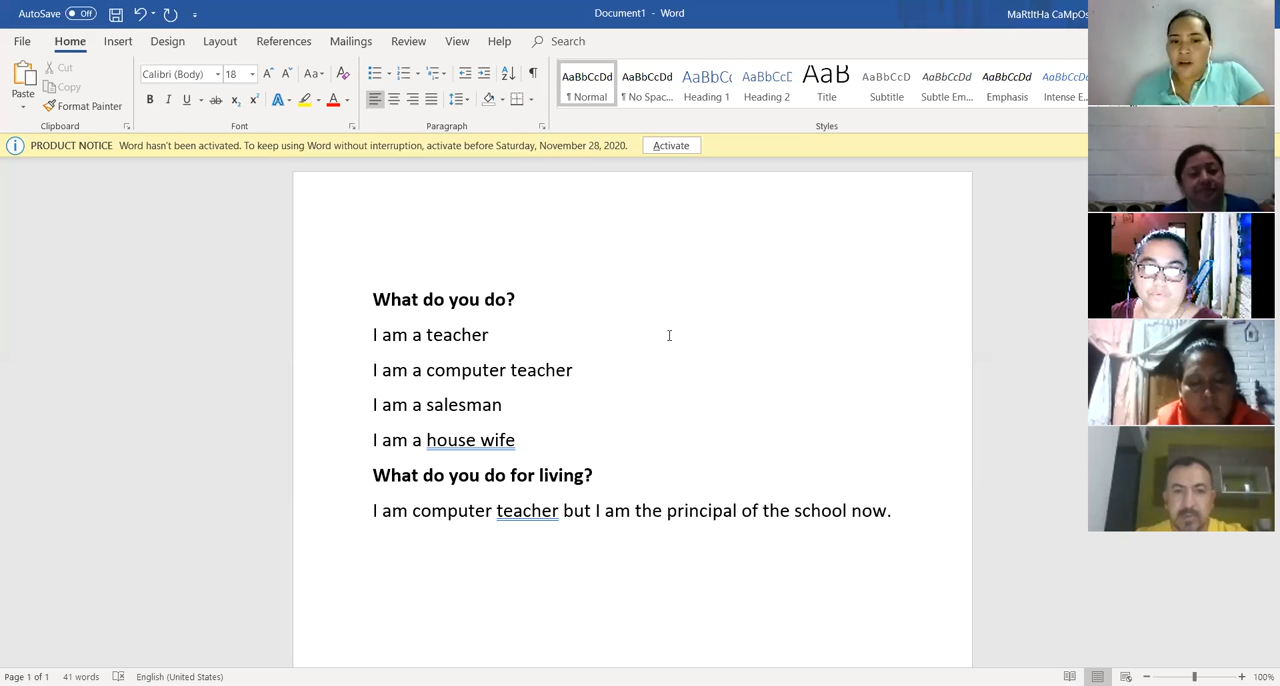 AutoSave Off Document1 - Word MaRtItHa CaMpOs
File Home Insert Design Layout References Mailings Review View Help Search
Paste Cut Copy Format Painter
Calibri (Body) 18 Aa
B I U ab x₂ x² A A
AaBbCcDd AaBbCcDd AaBbCc AaBbCcE AaB AaBbCcD AaBbCcDd AaBbCcDd AaBbCcDd
¶ Normal ¶ No Spac... Heading 1 Heading 2 Title Subtitle Subtle Em... Emphasis Intense E...
Clipboard Font Paragraph Styles
PRODUCT NOTICE Word hasn't been activated. To keep using Word without interruption, activate before Saturday, November 28, 2020. Activate
What do you do?
I am a teacher
I am a computer teacher
I am a salesman
I am a house wife
What do you do for living?
I am computer teacher but I am the principal of the school now.
Page 1 of 1 41 words English (United States) 100%